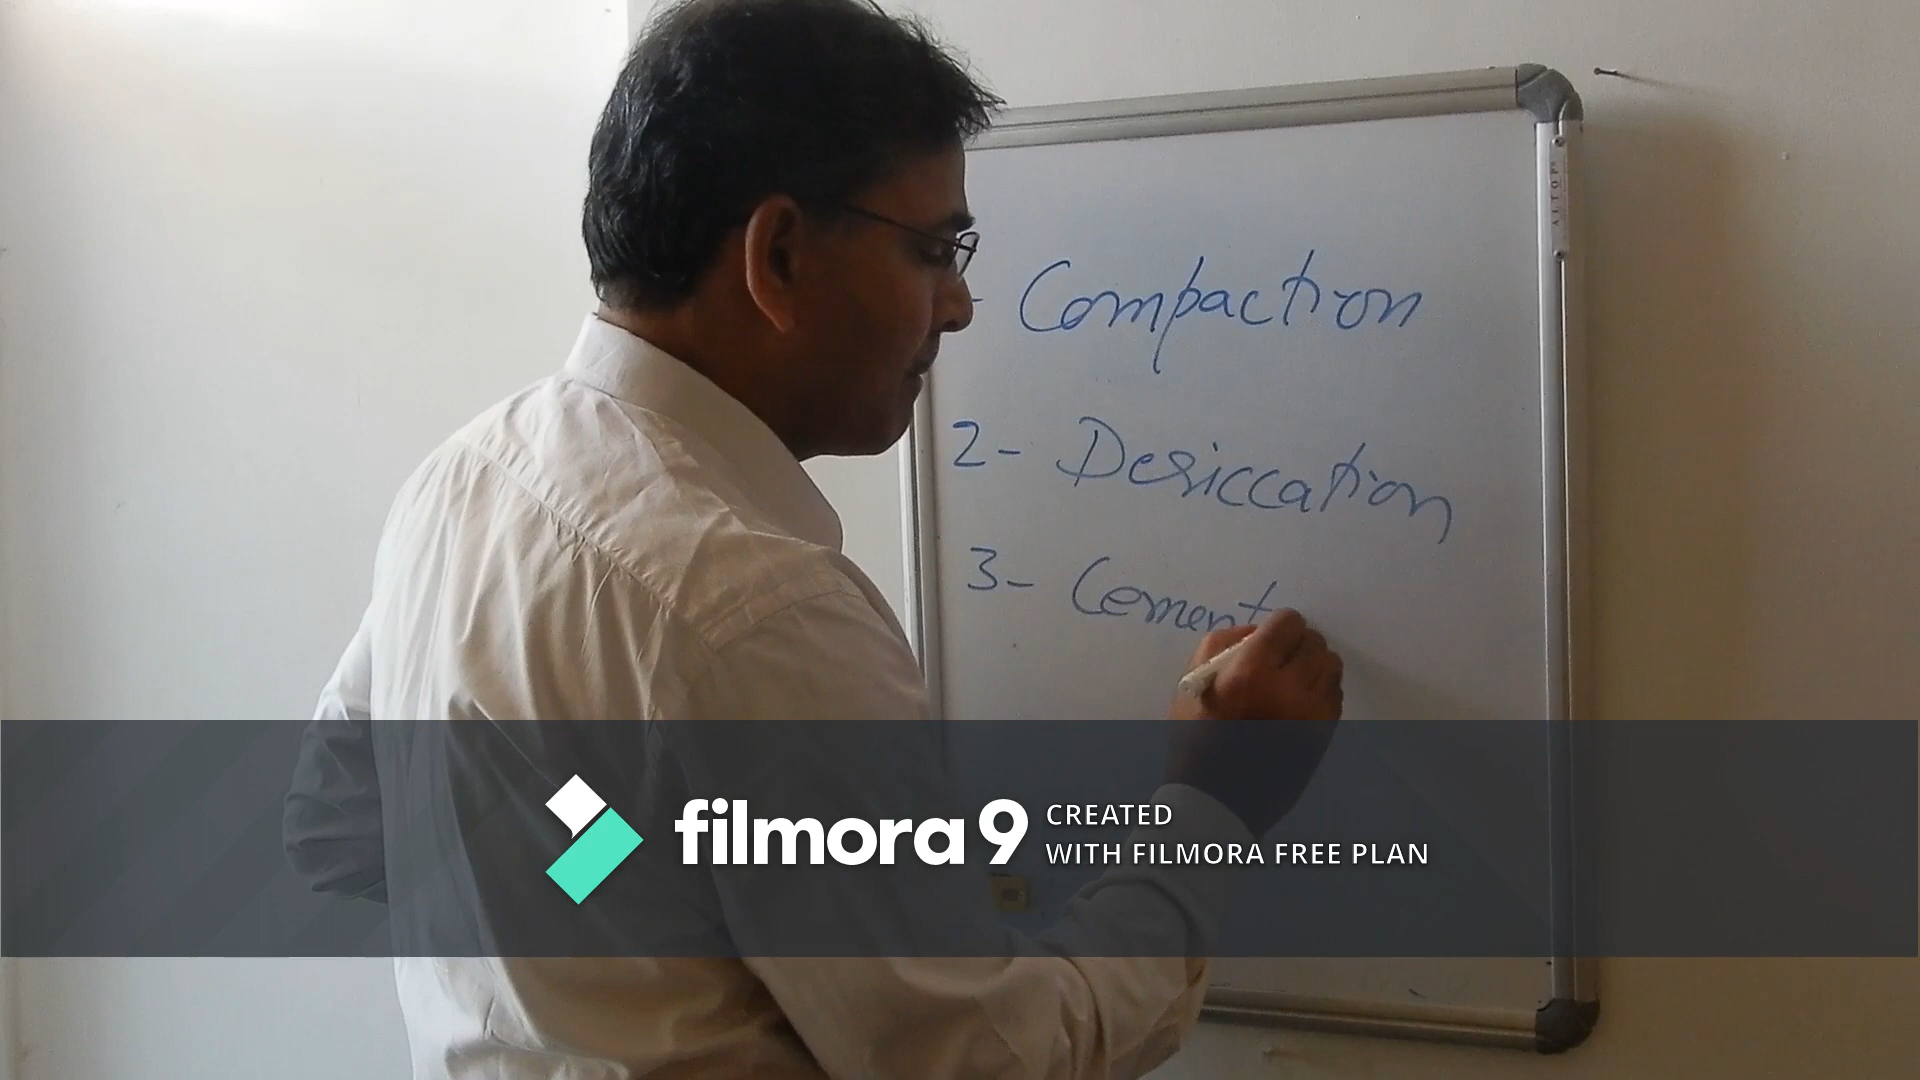 - Compaction
2- Desiccation
3- Cement
filmora 9 CREATED
WITH FILMORA FREE PLAN